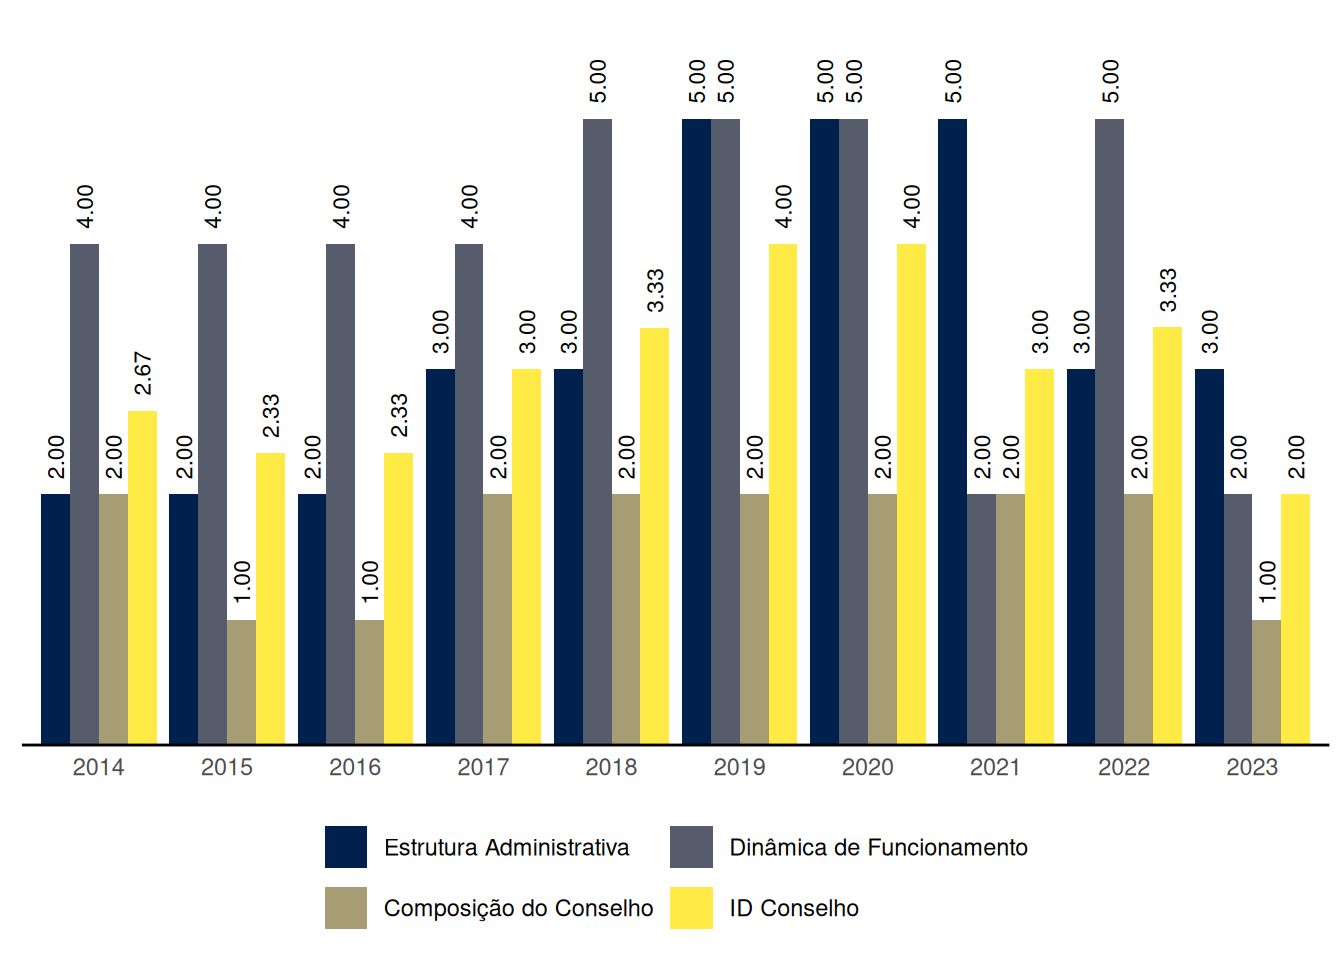 5.00 5.00 5.00 5.00 5.00 5.00 5.00
4.00 4.00 4.00 4.00 4.00 4.00
3.33 3.33
3.00 3.00 3.00 3.00 3.00 3.00
2.67
2.33 2.33
2.00 2.00 2.00 2.00 2.00 2.00 2.00 2.00 2.00 2.00 2.00 2.00 2.00
1.00 1.00 1.00
2014 2015 2016 2017 2018 2019 2020 2021 2022 2023
Estrutura Administrativa Dinâmica de Funcionamento
Composição do Conselho ID Conselho